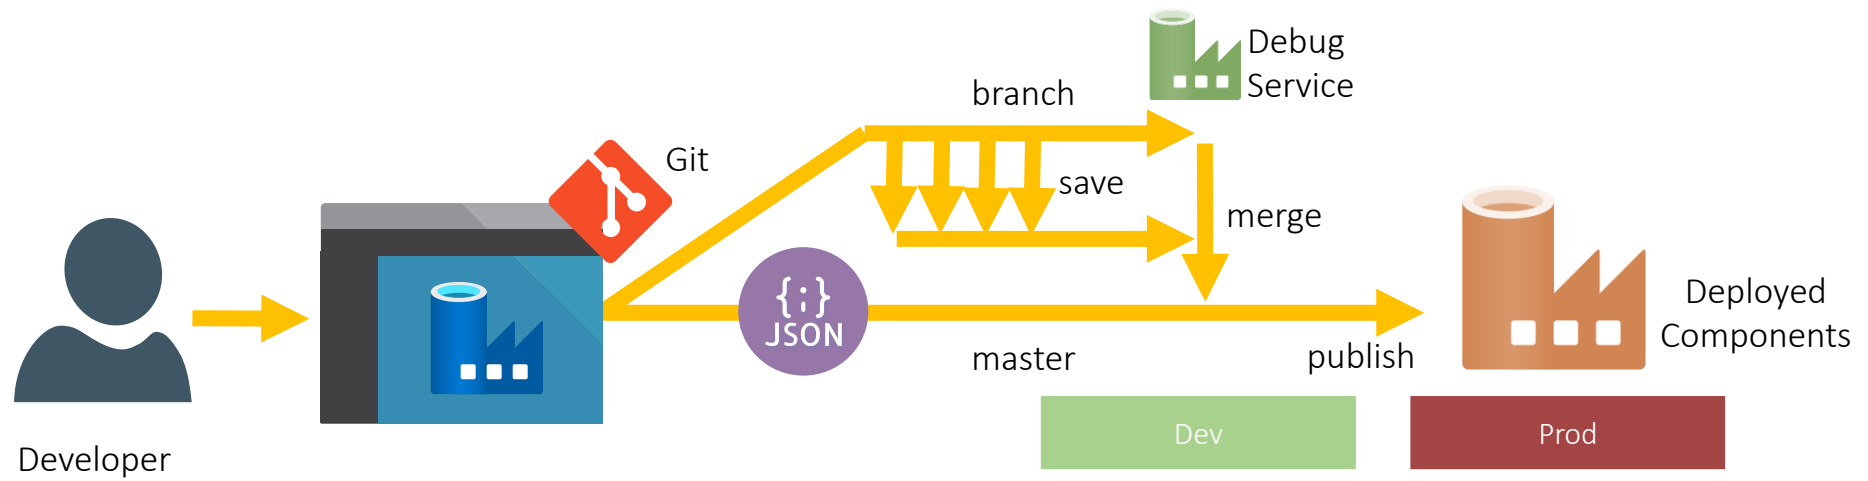 Debug
Service
branch
Git
save
merge
{;}
JSON
Deployed
Components
master
publish
Dev
Prod
Developer